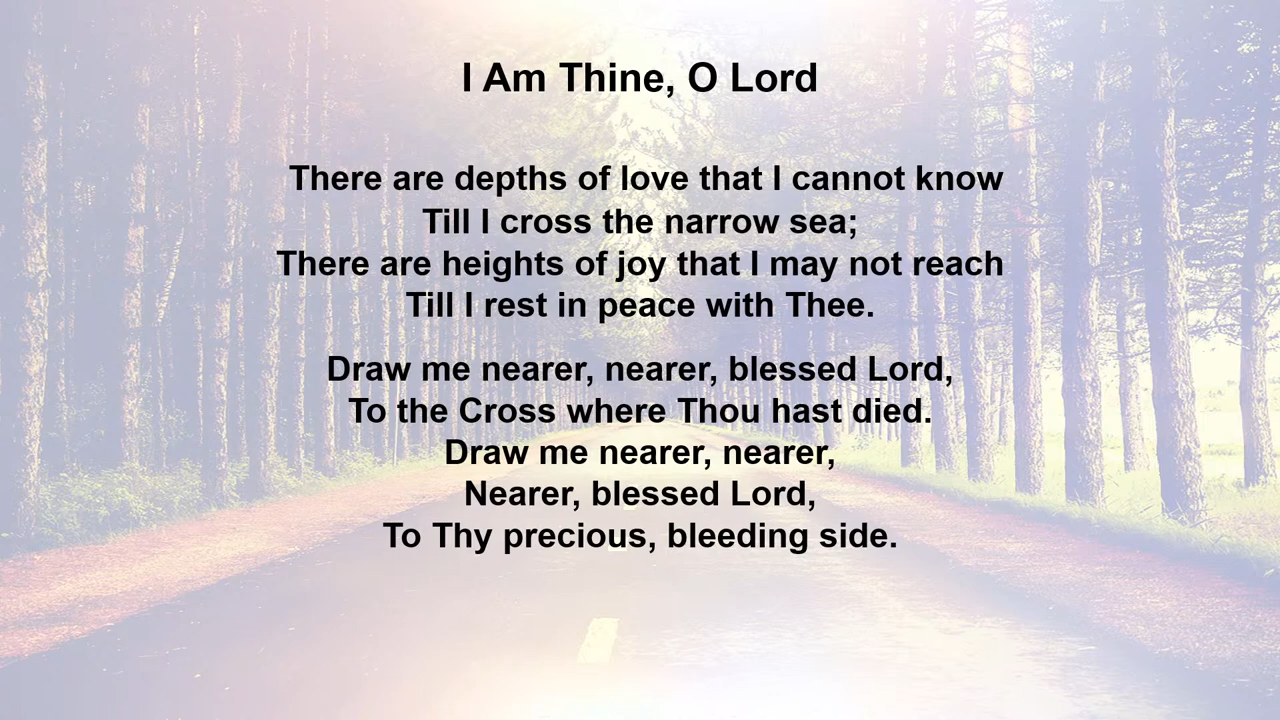 I Am Thine, O Lord
There are depths of love that I cannot know
Till I cross the narrow sea;
There are heights of joy that I may not reach
Till I rest in peace with Thee.
Draw me nearer, nearer, blessed Lord,
To the Cross where Thou hast died.
Draw me nearer, nearer,
Nearer, blessed Lord,
To Thy precious, bleeding side.